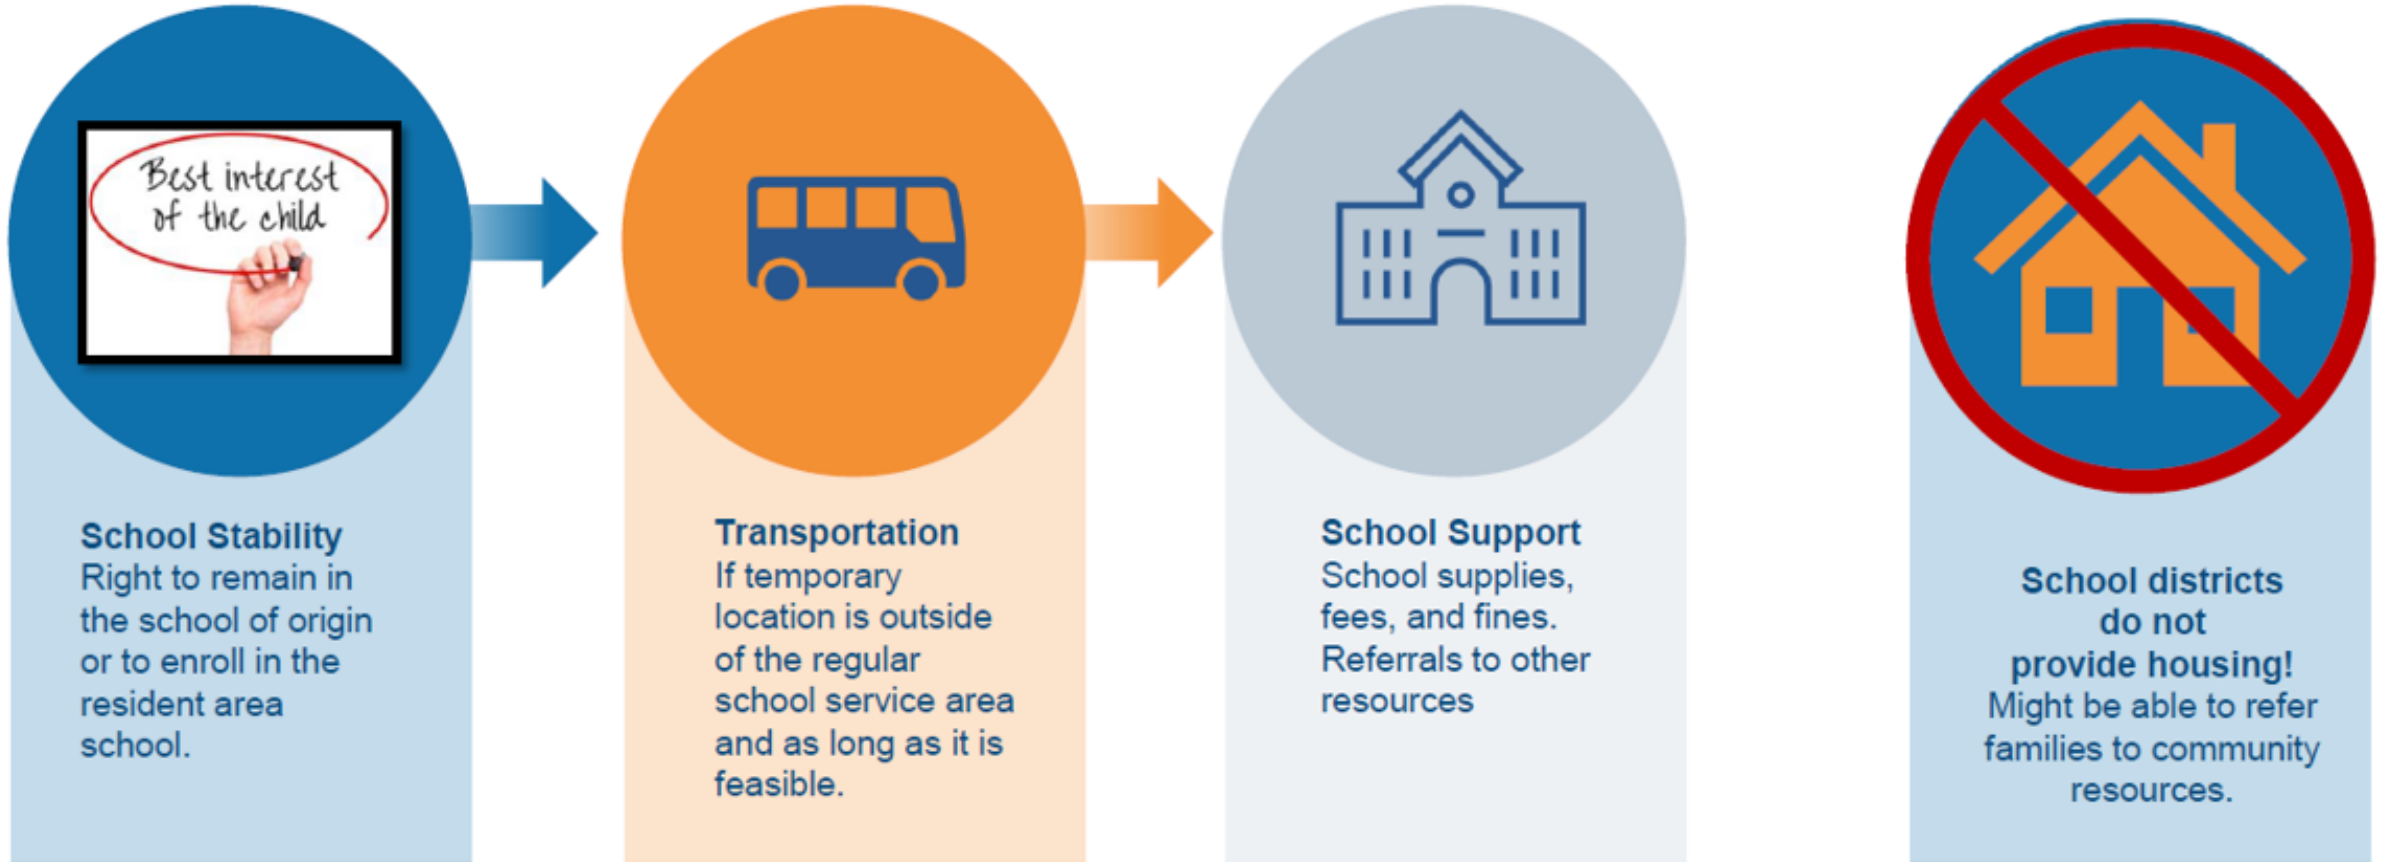 Best interest
of the child
School Stability
Right to remain in
the school of origin
or to enroll in the
resident area
school.
Transportation
If temporary
location is outside
of the regular
school service area
and as long as it is
feasible.
School Support
School supplies,
fees, and fines.
Referrals to other
resources
School districts
do not
provide housing!
Might be able to refer
families to community
resources.